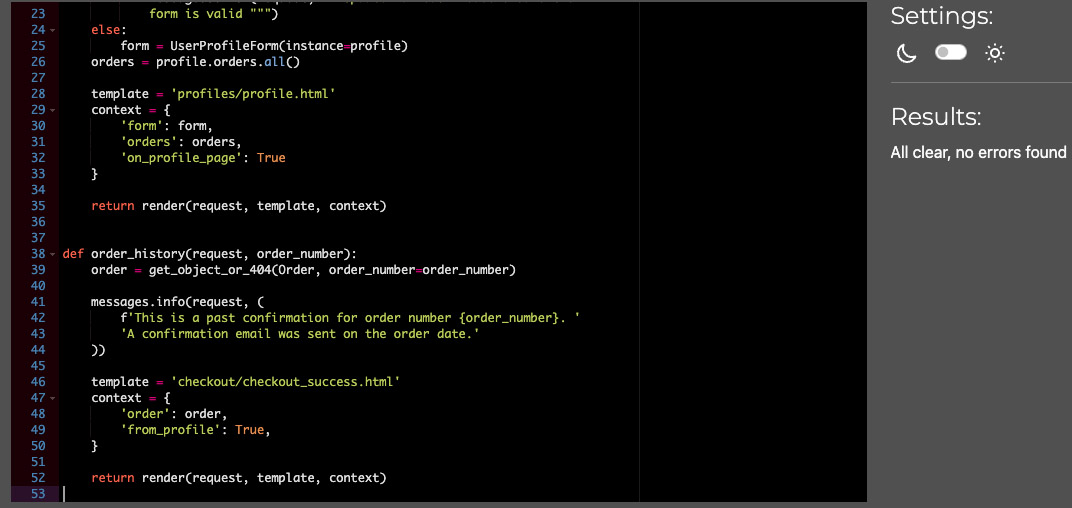 23 form is valid """)
24 else:
25 form = UserProfileForm(instance=profile)
26 orders = profile.orders.all()
27
28 template = 'profiles/profile.html'
29 context = {
30 'form': form,
31 'orders': orders,
32 'on_profile_page': True
33 }
34
35 return render(request, template, context)
36
37
38 def order_history(request, order_number):
39 order = get_object_or_404(Order, order_number=order_number)
40
41 messages.info(request, (
42 f'This is a past confirmation for order number {order_number}. '
43 'A confirmation email was sent on the order date.'
44 ))
45
46 template = 'checkout/checkout_success.html'
47 context = {
48 'order': order,
49 'from_profile': True,
50 }
51
52 return render(request, template, context)
53
Settings:
Results:
All clear, no errors found